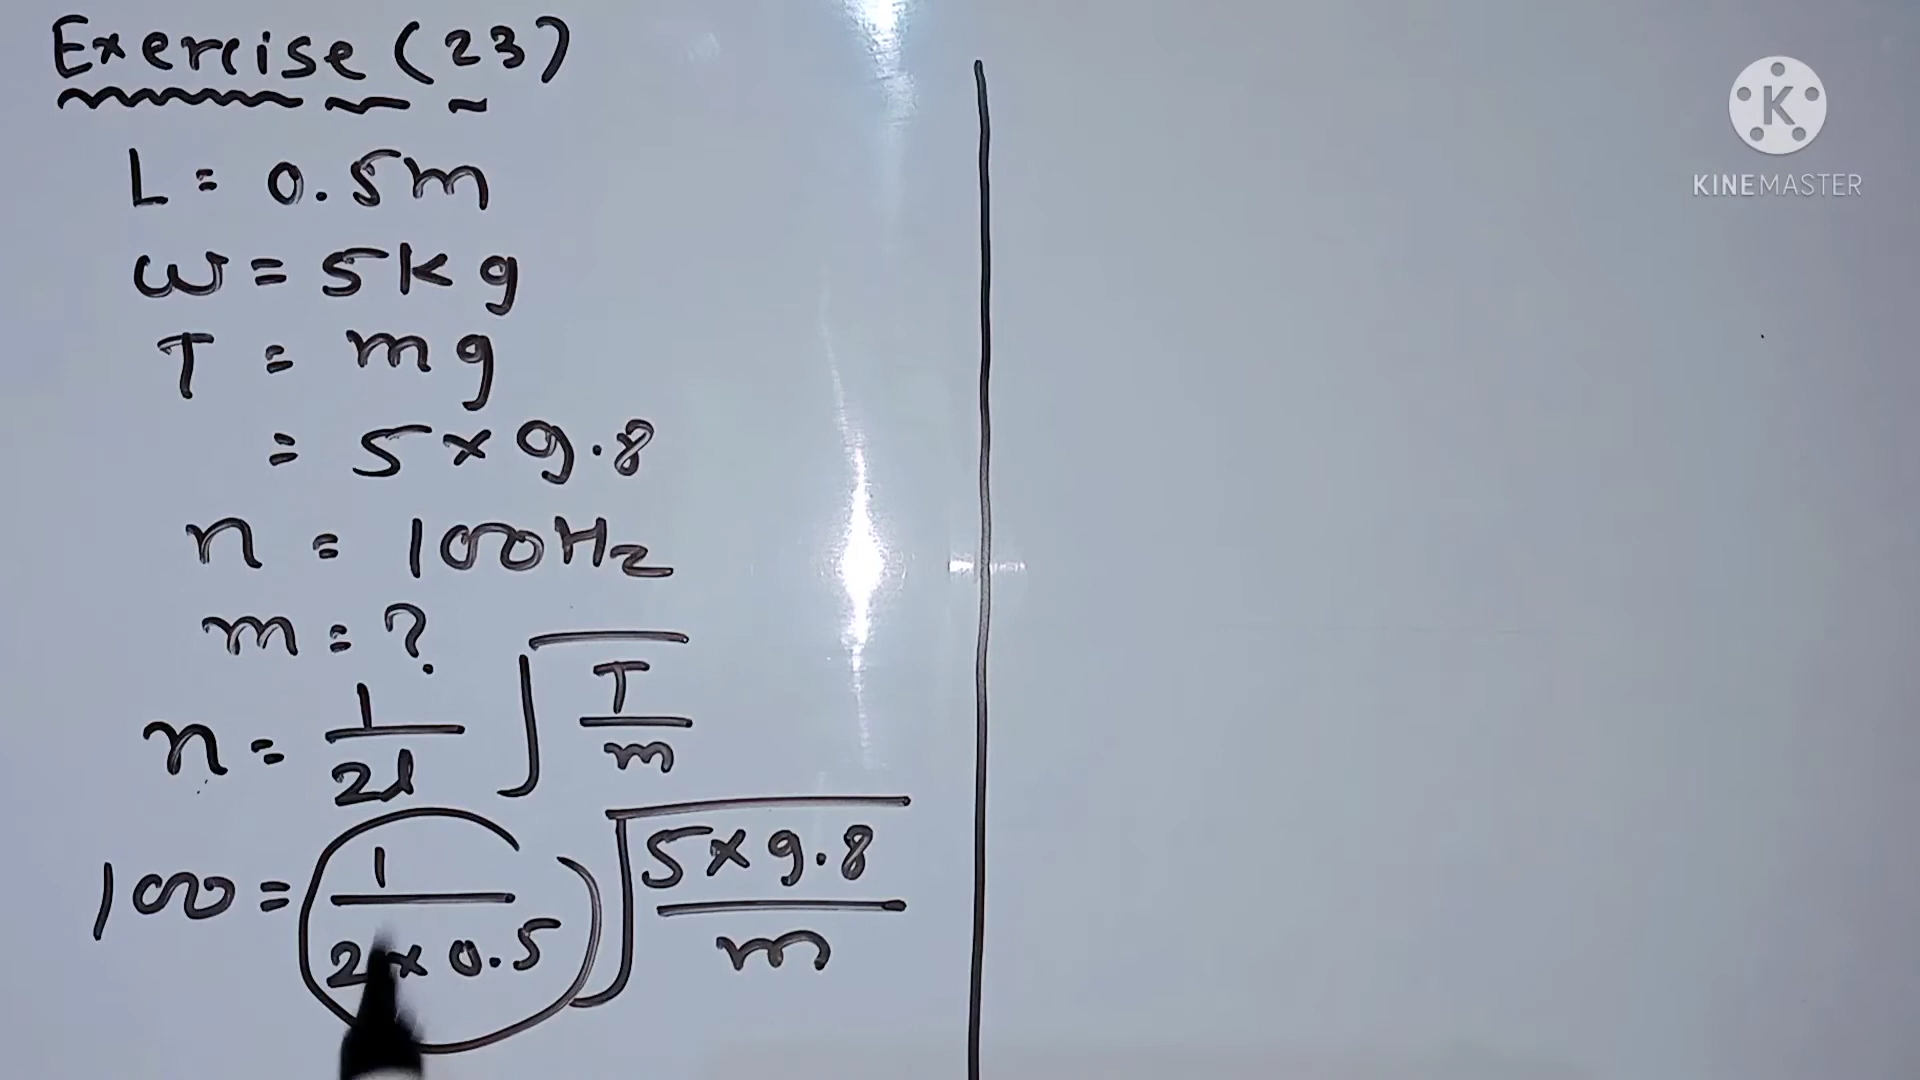 Exercise (23)
L = 0.5m
W = 5kg
T = mg
= 5 × 9.8
n = 100Hz
m = ?
n = 1/2l √T/m
100 = 1/2×0.5 √5×9.8/m
K
KINEMASTER